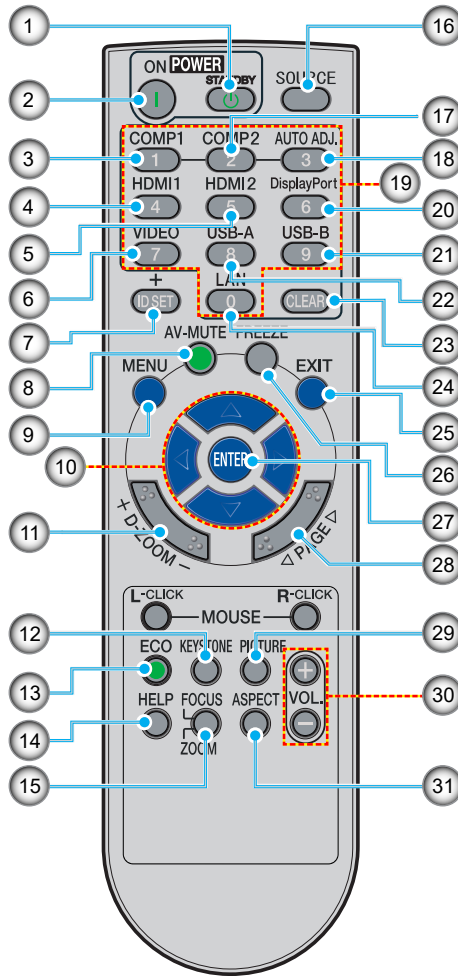 1
16
ON POWER
STANDBY
SOURCE
2
17
COMP1 COMP2 AUTO ADJ.
3
1 2 3
18
19
HDMI1 HDMI2 DisplayPort
4
4 5 6
20
5
VIDEO USB-A USB-B
21
6
7 8 9
22
+
LAN
7
ID SET
0
CLEAR
23
AV-MUTE FREEZE
8
24
MENU
EXIT
9
25
10
ENTER
26
27
11
+ D-ZOOM −
◁ PAGE ▷
28
L-CLICK
R-CLICK
MOUSE
12
ECO KEYSTONE PICTURE
29
13
+
30
HELP FOCUS ASPECT VOL.
14
−
ZOOM
15
31